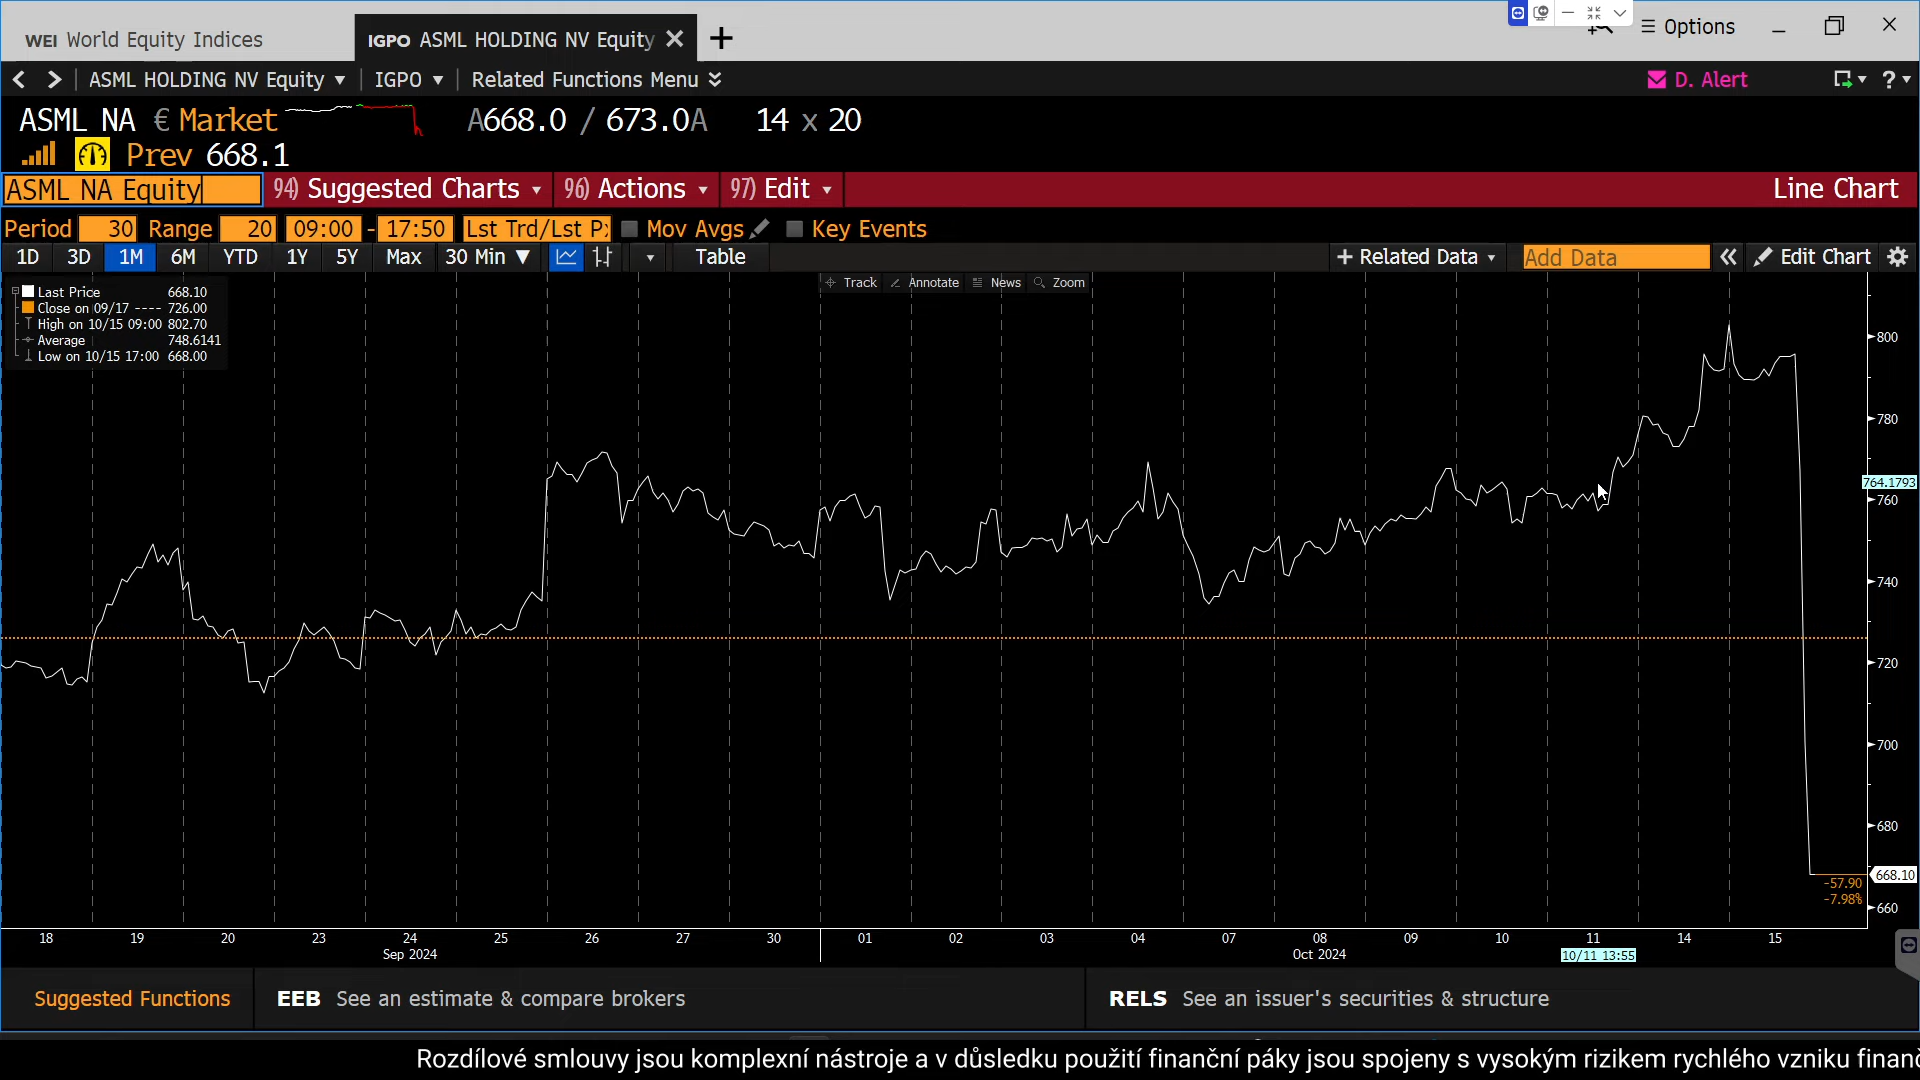 WEI World Equity Indices
IGPO ASML HOLDING NV Equity
Options
ASML HOLDING NV Equity IGPO Related Functions Menu
D. Alert ?
ASML NA € Market A668.0 / 673.0A 14 x 20
Prev 668.1
ASML NA Equity 94) Suggested Charts 96) Actions 97) Edit Line Chart
Period 30 Range 20 09:00 - 17:50 Lst Trd/Lst Px Mov Avgs Key Events
1D 3D 1M 6M YTD 1Y 5Y Max 30 Min ▼ Table + Related Data Add Data « Edit Chart
Track Annotate News Zoom
Last Price 668.10
Close on 09/17 ---- 726.00
High on 10/15 09:00 802.70
Average 748.6141
Low on 10/15 17:00 668.00
800
780
764.1793
760
740
720
700
680
668.10
-57.90
-7.98%
660
18 19 20 23 24 25 26 27 30 01 02 03 04 07 08 09 10 11 14 15
Sep 2024 Oct 2024 10/11 13:55
Suggested Functions EEB See an estimate & compare brokers RELS See an issuer's securities & structure
Rozdílové smlouvy jsou komplexní nástroje a v důsledku použití finanční páky jsou spojeny s vysokým rizikem rychlého vzniku finanč